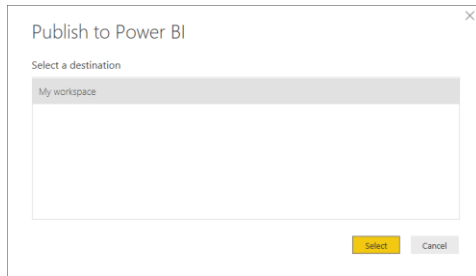 Publish to Power BI
Select a destination
My workspace
Select Cancel